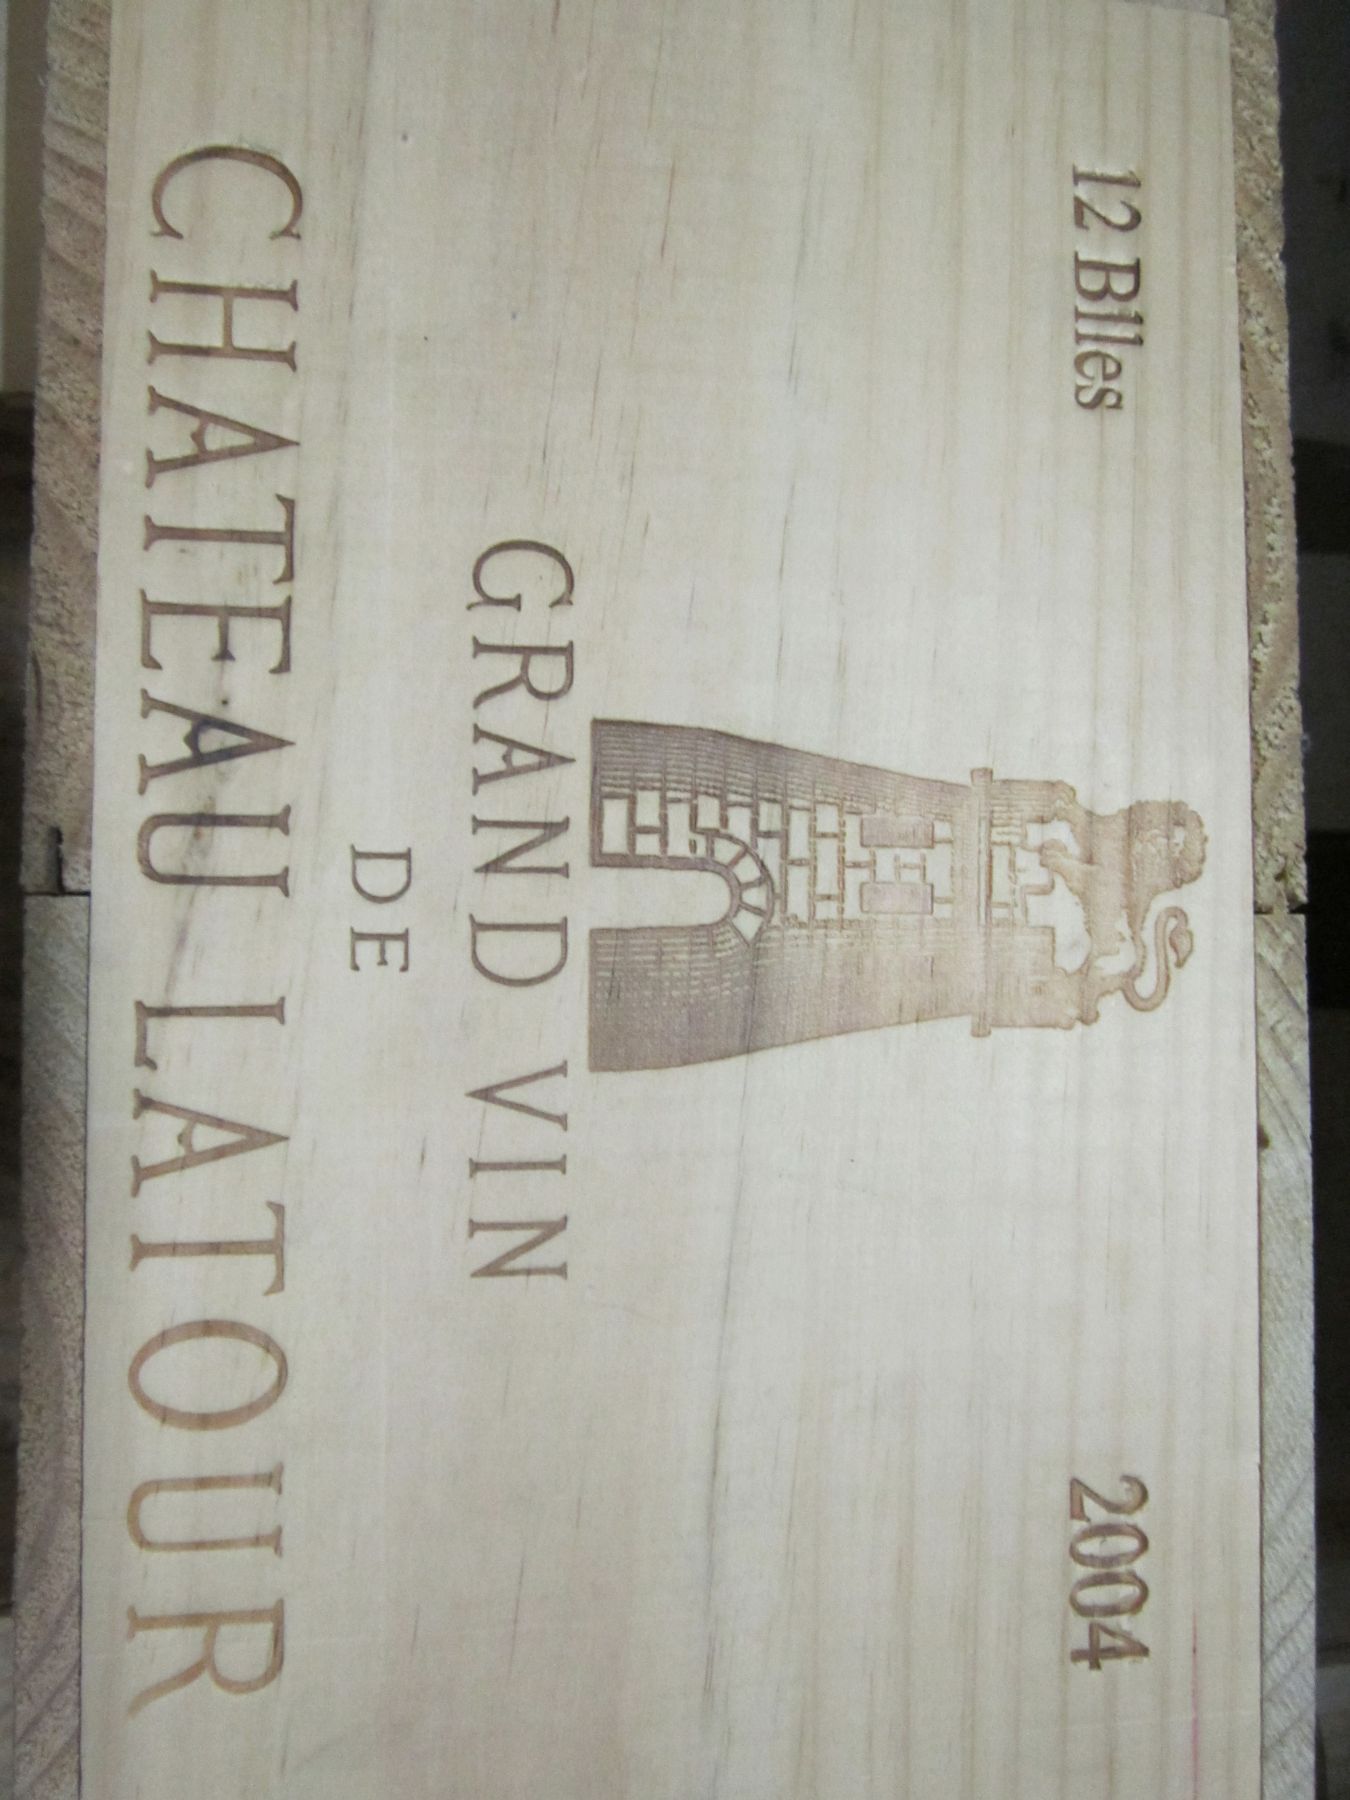 12 Blles
2004
GRAND VIN
DE
CHATEAU LATOUR